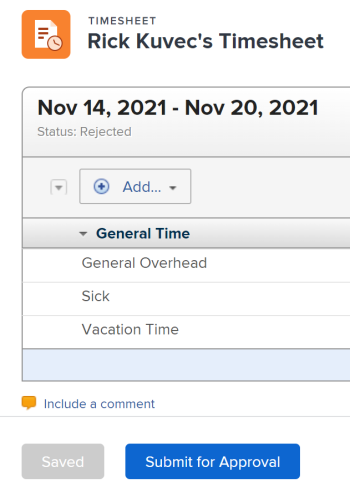 TIMESHEET
Rick Kuvec's Timesheet
Nov 14, 2021 - Nov 20, 2021
Status: Rejected
Add...
General Time
General Overhead
Sick
Vacation Time
Include a comment
Saved
Submit for Approval